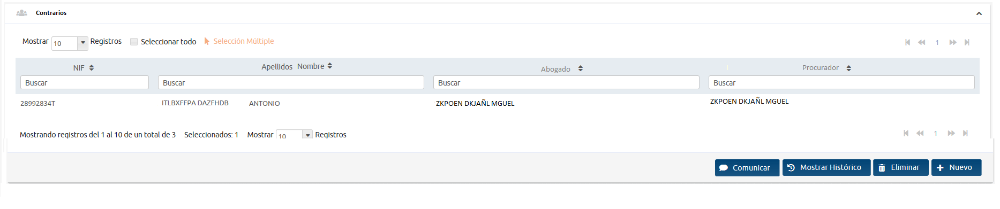 Contrarios
Mostrar 10 Registros Seleccionar todo Selección Múltiple 1
NIF Apellidos Nombre Abogado Procurador
Buscar Buscar Buscar Buscar
28992834T ITLBXFFPA DAZFHDB ANTONIO ZKPOEN DKJAÑL MGUEL ZKPOEN DKJAÑL MGUEL
Mostrando registros del 1 al 10 de un total de 3 Seleccionados: 1 Mostrar 10 Registros 1
Comunicar Mostrar Histórico Eliminar Nuevo